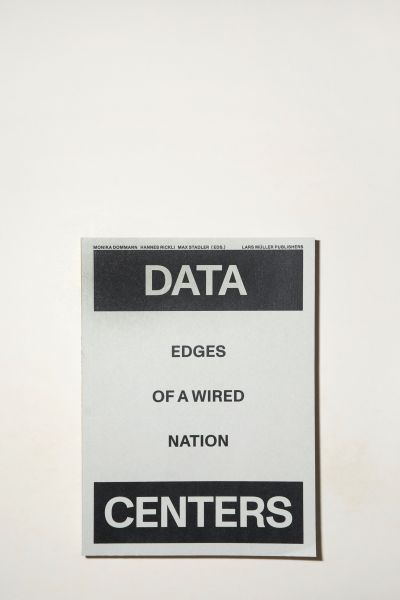 MONIKA DOMMANN HANNES RICKLI MAX STADLER (EDS.) LARS MÜLLER PUBLISHERS
DATA
EDGES
OF A WIRED
NATION
CENTERS